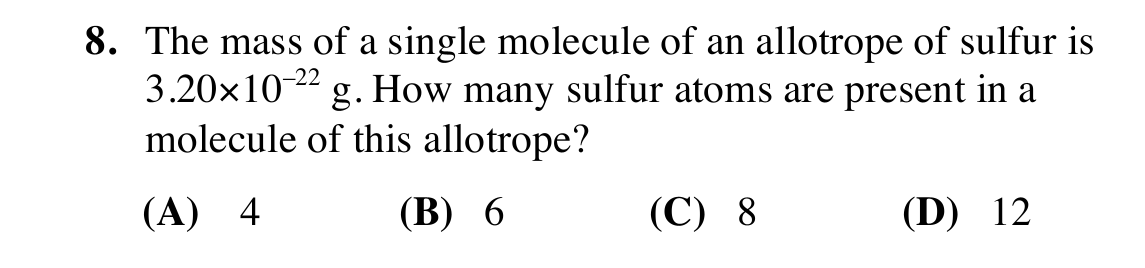 8. The mass of a single molecule of an allotrope of sulfur is
3.20×10⁻²² g. How many sulfur atoms are present in a
molecule of this allotrope?
(A) 4 (B) 6 (C) 8 (D) 12